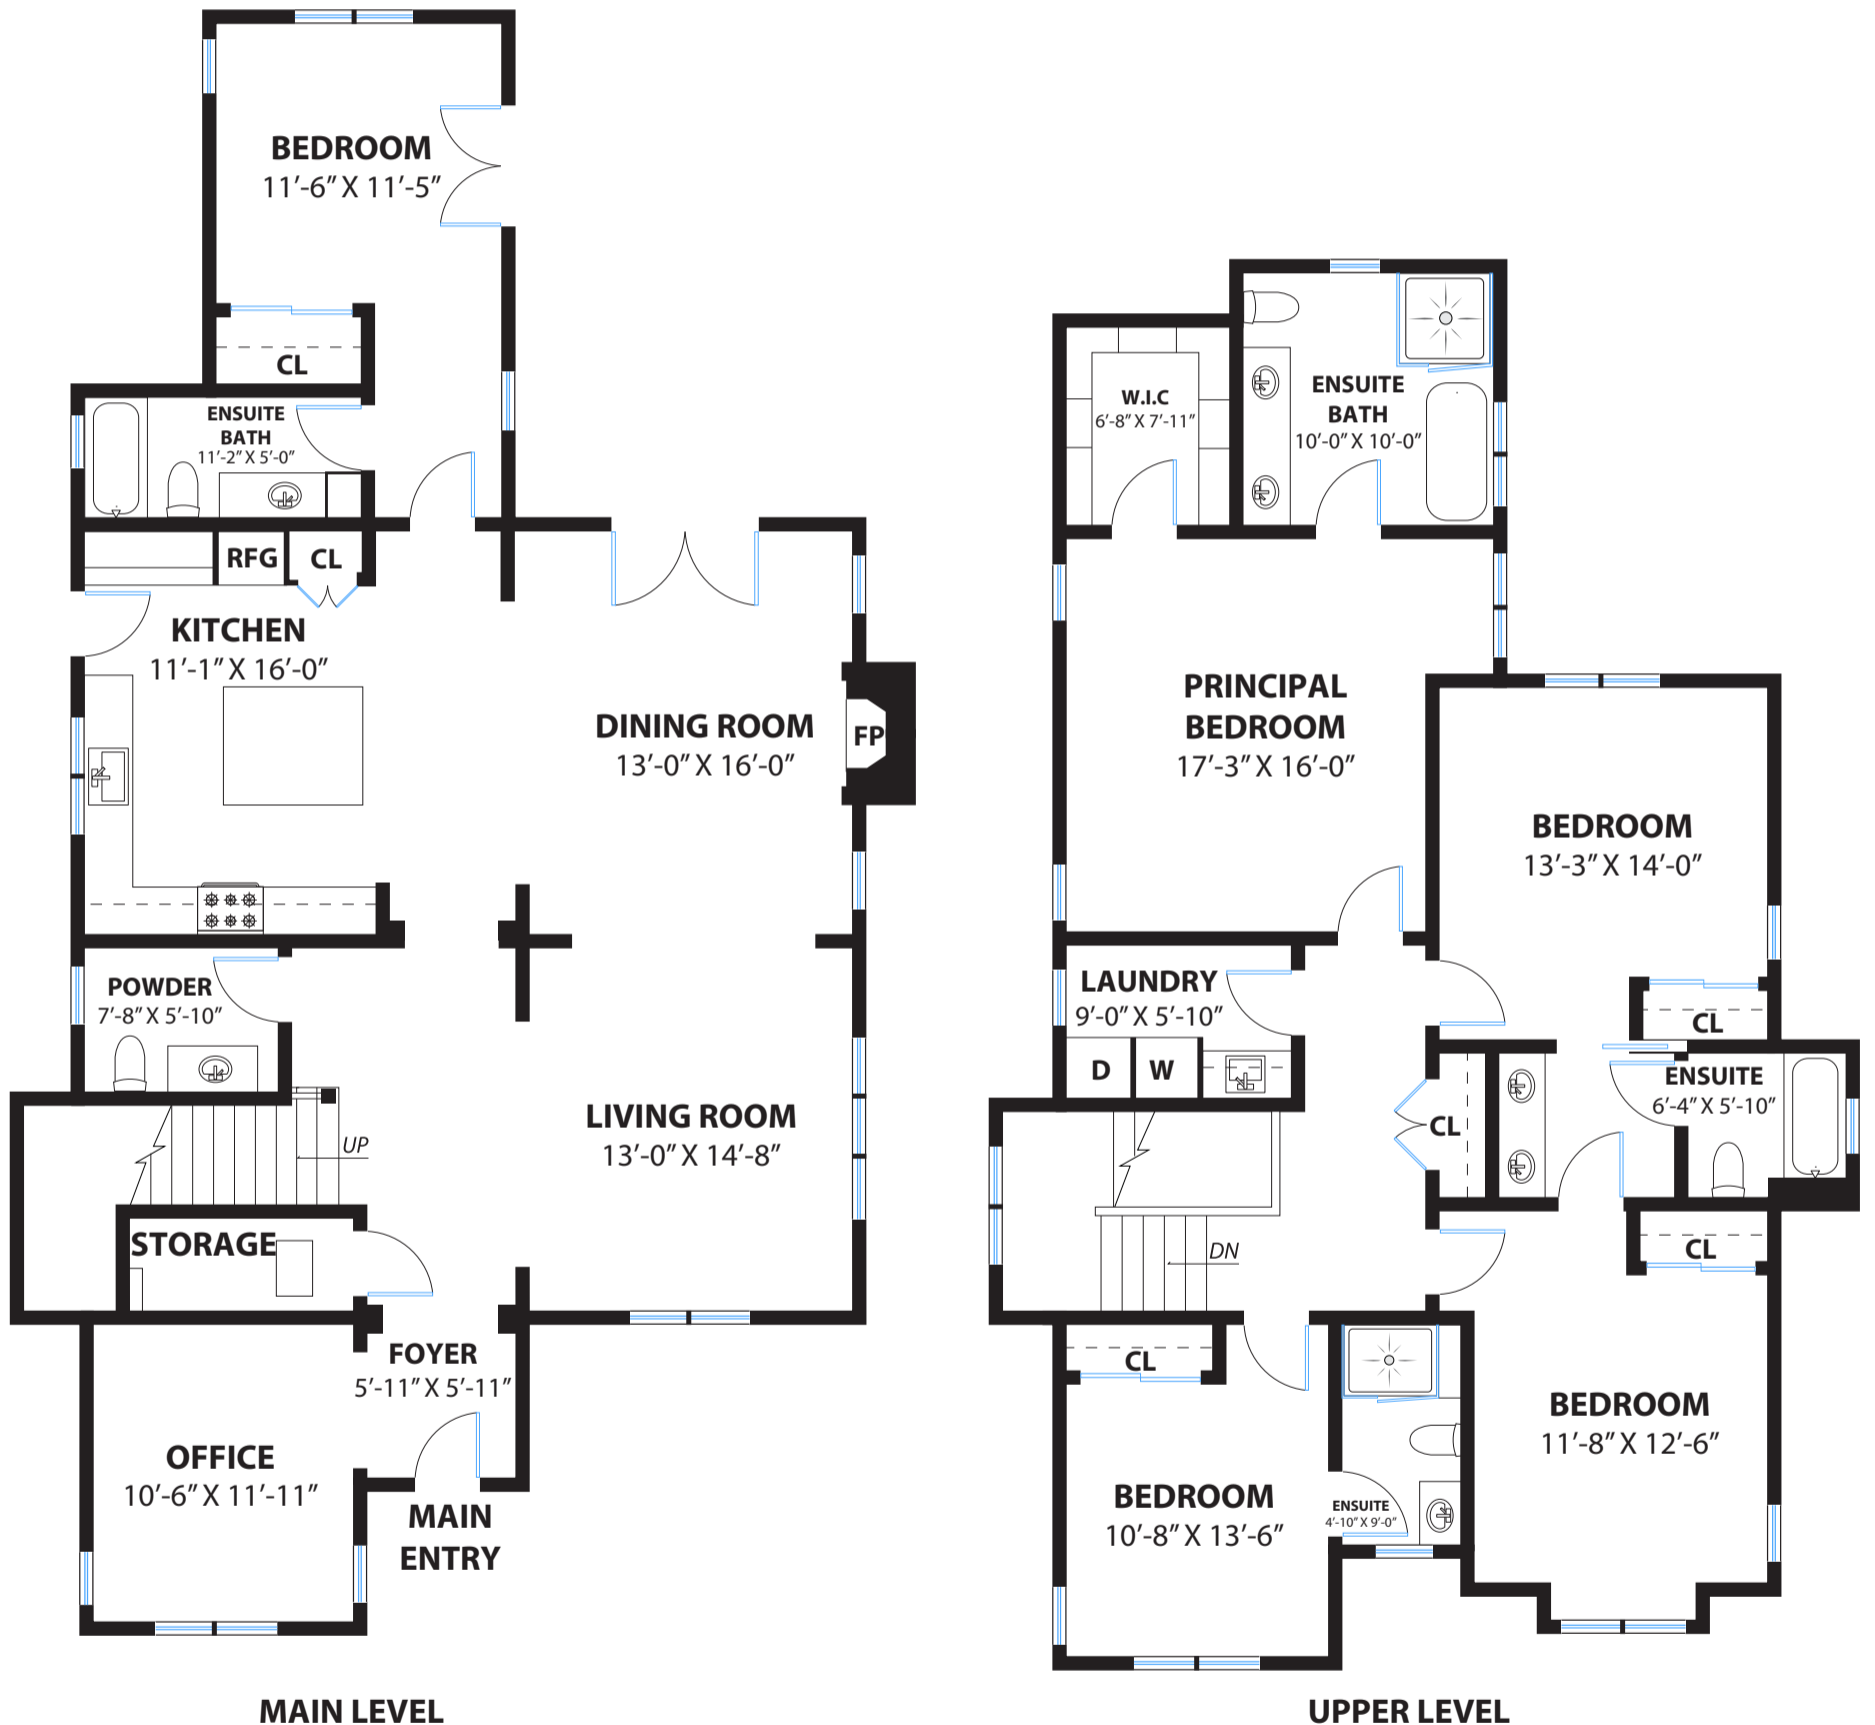 BEDROOM
11’-6” X 11’-5”
CL
ENSUITE
BATH
11’-2” X 5’-0”
RFG
CL
KITCHEN
11’-1” X 16’-0”
DINING ROOM
13’-0” X 16’-0”
FP
POWDER
7’-8” X 5’-10”
LIVING ROOM
13’-0” X 14’-8”
UP
STORAGE
FOYER
5’-11” X 5’-11”
OFFICE
10’-6” X 11’-11”
MAIN
ENTRY
MAIN LEVEL
W.I.C
6’-8” X 7’-11”
ENSUITE
BATH
10’-0” X 10’-0”
PRINCIPAL
BEDROOM
17’-3” X 16’-0”
BEDROOM
13’-3” X 14’-0”
LAUNDRY
9’-0” X 5’-10”
D
W
CL
ENSUITE
6’-4” X 5’-10”
CL
DN
CL
CL
BEDROOM
11’-8” X 12’-6”
BEDROOM
10’-8” X 13’-6”
ENSUITE
4’-10” X 9’-0”
UPPER LEVEL